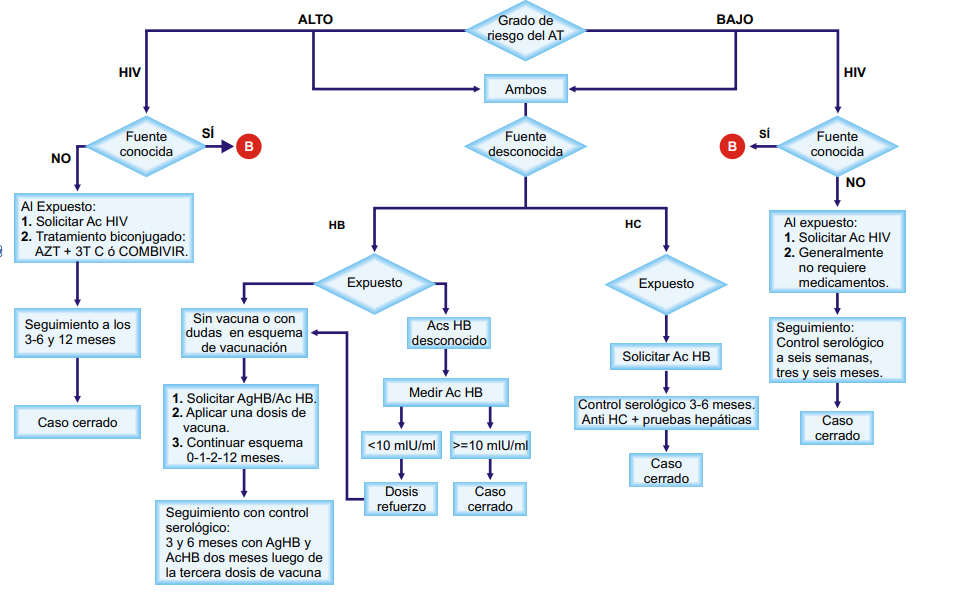 ALTO
Grado de
riesgo del AT
BAJO
HIV
Ambos
HIV
Fuente
conocida
SÍ
B
Fuente
desconocida
B
SÍ
Fuente
conocida
NO
NO
Al Expuesto:
1. Solicitar Ac HIV
2. Tratamiento biconjugado:
AZT + 3T C ó COMBIVIR.
Al expuesto:
1. Solicitar Ac HIV
2. Generalmente
no requiere
medicamentos.
HB
HC
Expuesto
Expuesto
Seguimiento a los
3-6 y 12 meses
Sin vacuna o con
dudas en esquema
de vacunación
Acs HB
desconocido
Solicitar Ac HB
Seguimiento:
Control serológico
a seis semanas,
tres y seis meses.
Caso cerrado
1. Solicitar AgHB/Ac HB.
2. Aplicar una dosis de
vacuna.
3. Continuar esquema
0-1-2-12 meses.
Medir Ac HB
<10 mIU/ml
>=10 mIU/ml
Control serológico 3-6 meses.
Anti HC + pruebas hepáticas
Caso
cerrado
Dosis
refuerzo
Caso
cerrado
Caso
cerrado
Seguimiento con control
serológico:
3 y 6 meses con AgHB y
AcHB dos meses luego de
la tercera dosis de vacuna